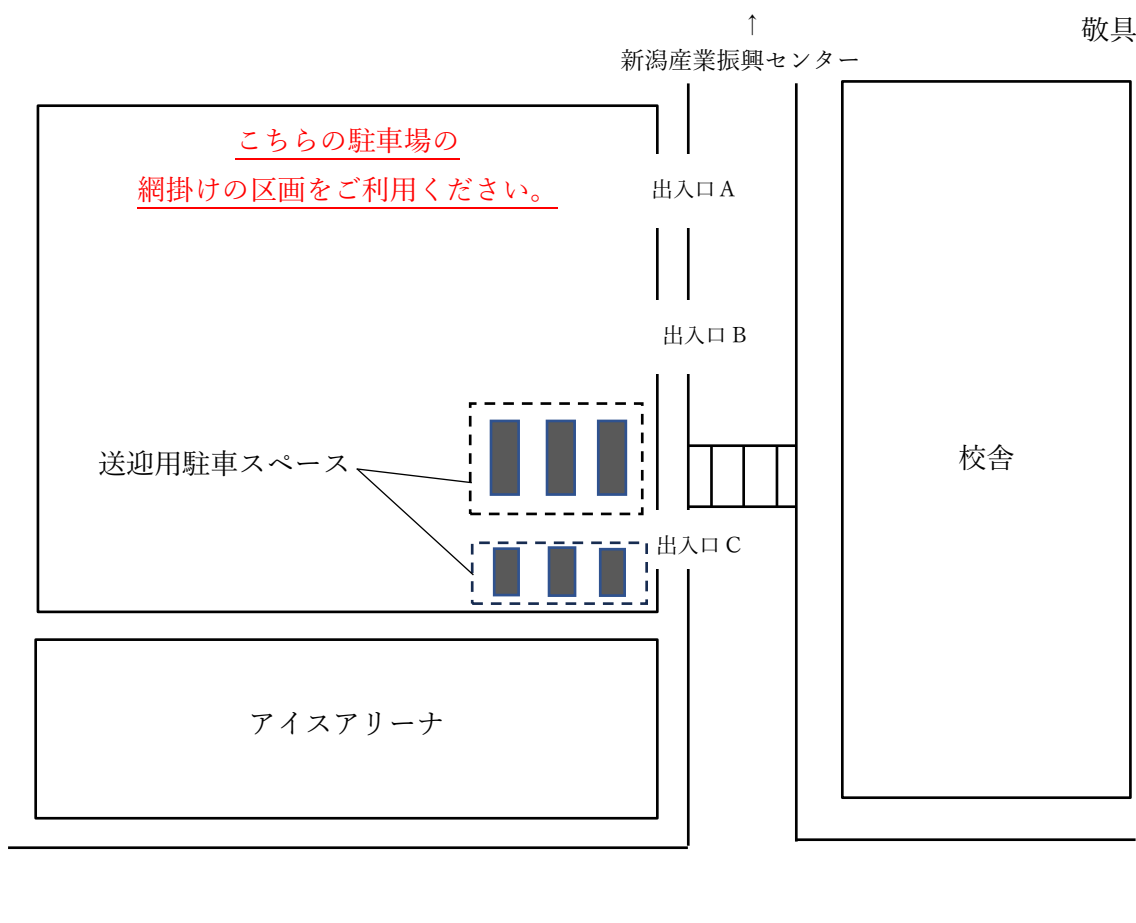 敬具
↑
新潟産業振興センター
こちらの駐車場の
網掛けの区画をご利用ください。
出入口A
出入口B
送迎用駐車スペース
校舎
出入口C
アイスアリーナ